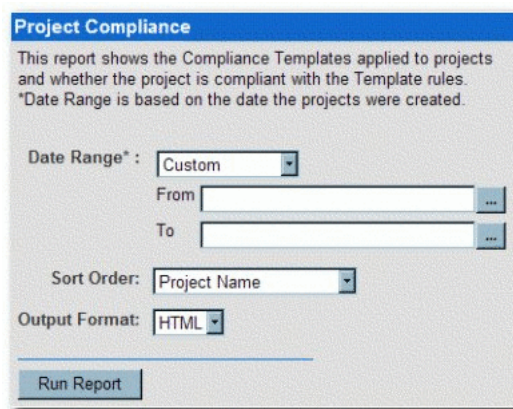 Project Compliance
This report shows the Compliance Templates applied to projects
and whether the project is compliant with the Template rules.
*Date Range is based on the date the projects were created.
Date Range* : Custom
From ...
To ...
Sort Order: Project Name
Output Format: HTML
Run Report